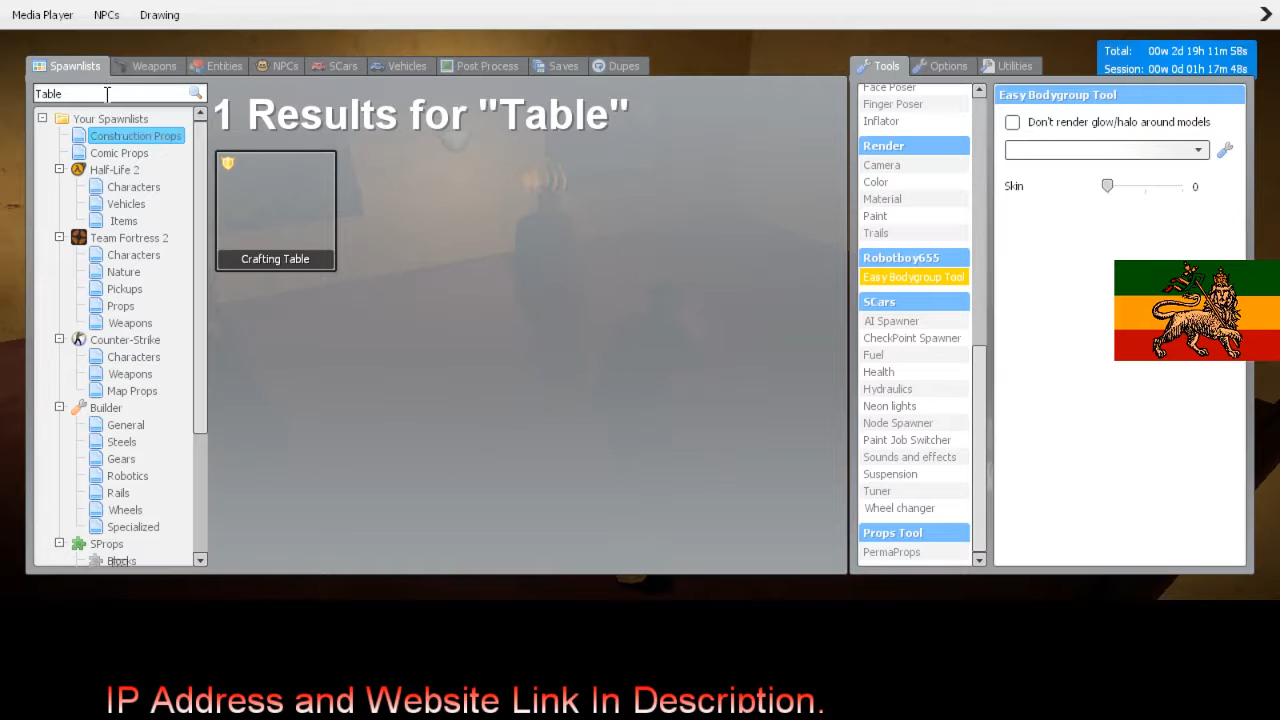 Media Player NPCs Drawing
Total: 00w 2d 19h 11m 58s
Session: 00w 0d 01h 17m 48s
Spawnlists Weapons Entities NPCs SCars Vehicles Post Process Saves Dupes
Tools Options Utilities
Table
Your Spawnlists
Construction Props
Comic Props
Half-Life 2
Characters
Vehicles
Items
Team Fortress 2
Characters
Nature
Pickups
Props
Weapons
Counter-Strike
Characters
Weapons
Map Props
Builder
General
Steels
Gears
Robotics
Rails
Wheels
Specialized
SProps
Blocks
1 Results for "Table"
Crafting Table
Face Poser
Finger Poser
Inflator
Render
Camera
Color
Material
Paint
Trails
Robotboy655
Easy Bodygroup Tool
SCars
AI Spawner
CheckPoint Spawner
Fuel
Health
Hydraulics
Neon lights
Node Spawner
Paint Job Switcher
Sounds and effects
Suspension
Tuner
Wheel changer
Props Tool
PermaProps
Easy Bodygroup Tool
Don't render glow/halo around models
Skin 0
IP Address and Website Link In Description.